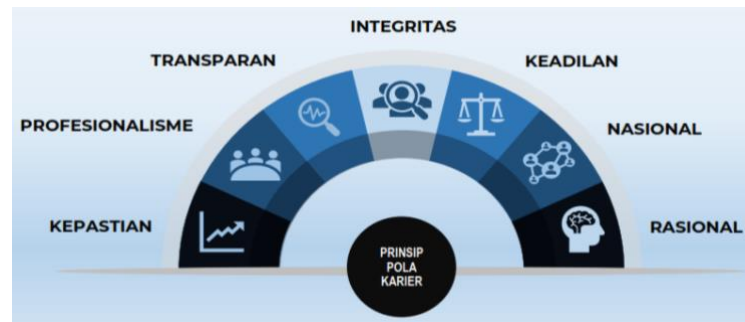 INTEGRITAS
TRANSPARAN
KEADILAN
PROFESIONALISME
NASIONAL
KEPASTIAN
RASIONAL
PRINSIP
POLA
KARIER